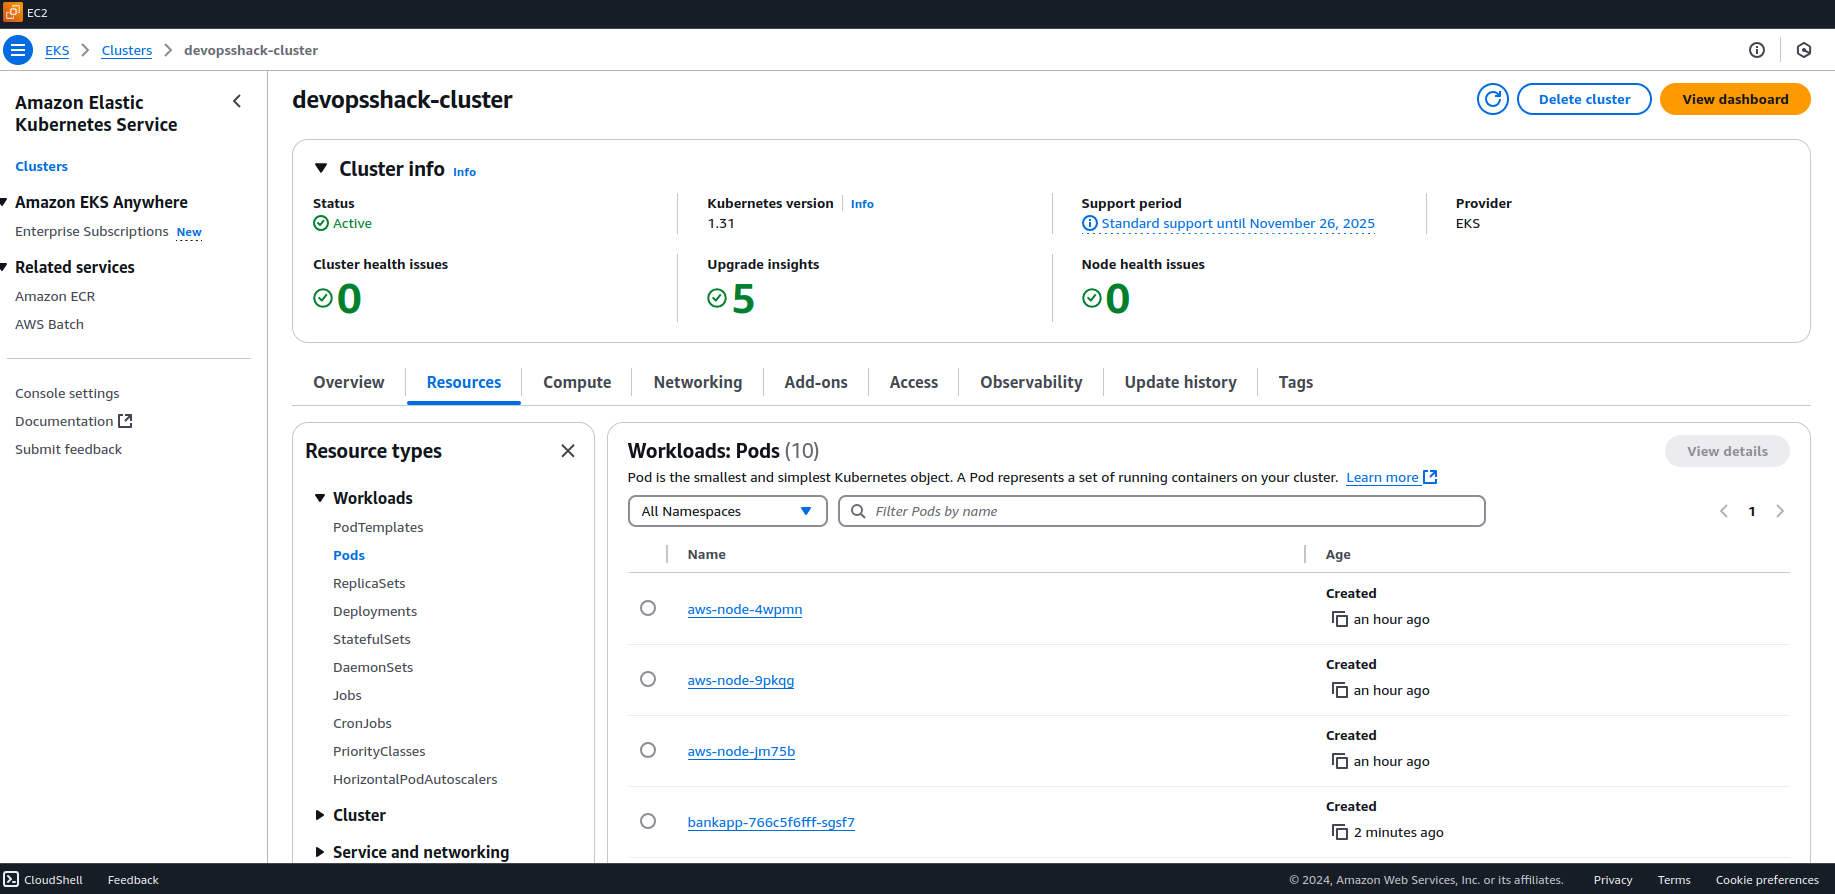 EC2
EKS > Clusters > devopsshack-cluster
Amazon Elastic
Kubernetes Service
Clusters
Amazon EKS Anywhere
Enterprise Subscriptions New
Related services
Amazon ECR
AWS Batch
Console settings
Documentation
Submit feedback
devopsshack-cluster
Delete cluster
View dashboard
Cluster info Info
Status
Active
Kubernetes version Info
1.31
Support period
Standard support until November 26, 2025
Provider
EKS
Cluster health issues
0
Upgrade insights
5
Node health issues
0
Overview Resources Compute Networking Add-ons Access Observability Update history Tags
Resource types
Workloads
PodTemplates
Pods
ReplicaSets
Deployments
StatefulSets
DaemonSets
Jobs
CronJobs
PriorityClasses
HorizontalPodAutoscalers
Cluster
Service and networking
Workloads: Pods (10)
View details
Pod is the smallest and simplest Kubernetes object. A Pod represents a set of running containers on your cluster. Learn more
All Namespaces
Filter Pods by name
1
Name Age
aws-node-4wpmn
Created
an hour ago
aws-node-9pkqg
Created
an hour ago
aws-node-jm75b
Created
an hour ago
bankapp-766c5f6fff-sgsf7
Created
2 minutes ago
CloudShell Feedback
© 2024, Amazon Web Services, Inc. or its affiliates. Privacy Terms Cookie preferences